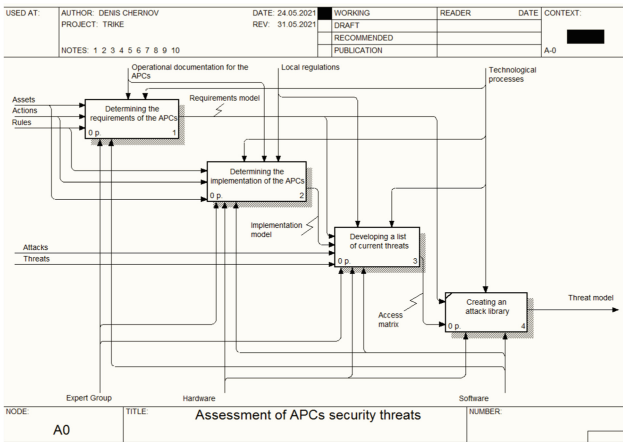 USED AT:
AUTHOR: DENIS CHERNOV
DATE: 24.05.2021
WORKING
READER
DATE
CONTEXT:
PROJECT: TRIKE
REV: 31.05.2021
DRAFT
RECOMMENDED
NOTES: 1 2 3 4 5 6 7 8 9 10
PUBLICATION
A-0
Operational documentation for the
APCs
Local regulations
Technological
processes
Assets
Actions
Rules
Requirements model
Determining the
requirements of the APCs
0 p.
1
Determining the
implementation of the APCs
0 p.
2
Implementation
model
Developing a list
of current threats
0 p.
3
Attacks
Threats
Access
matrix
Creating an
attack library
0 p.
4
Threat model
Expert Group
Hardware
Software
NODE:
TITLE:
NUMBER:
A0
Assessment of APCs security threats